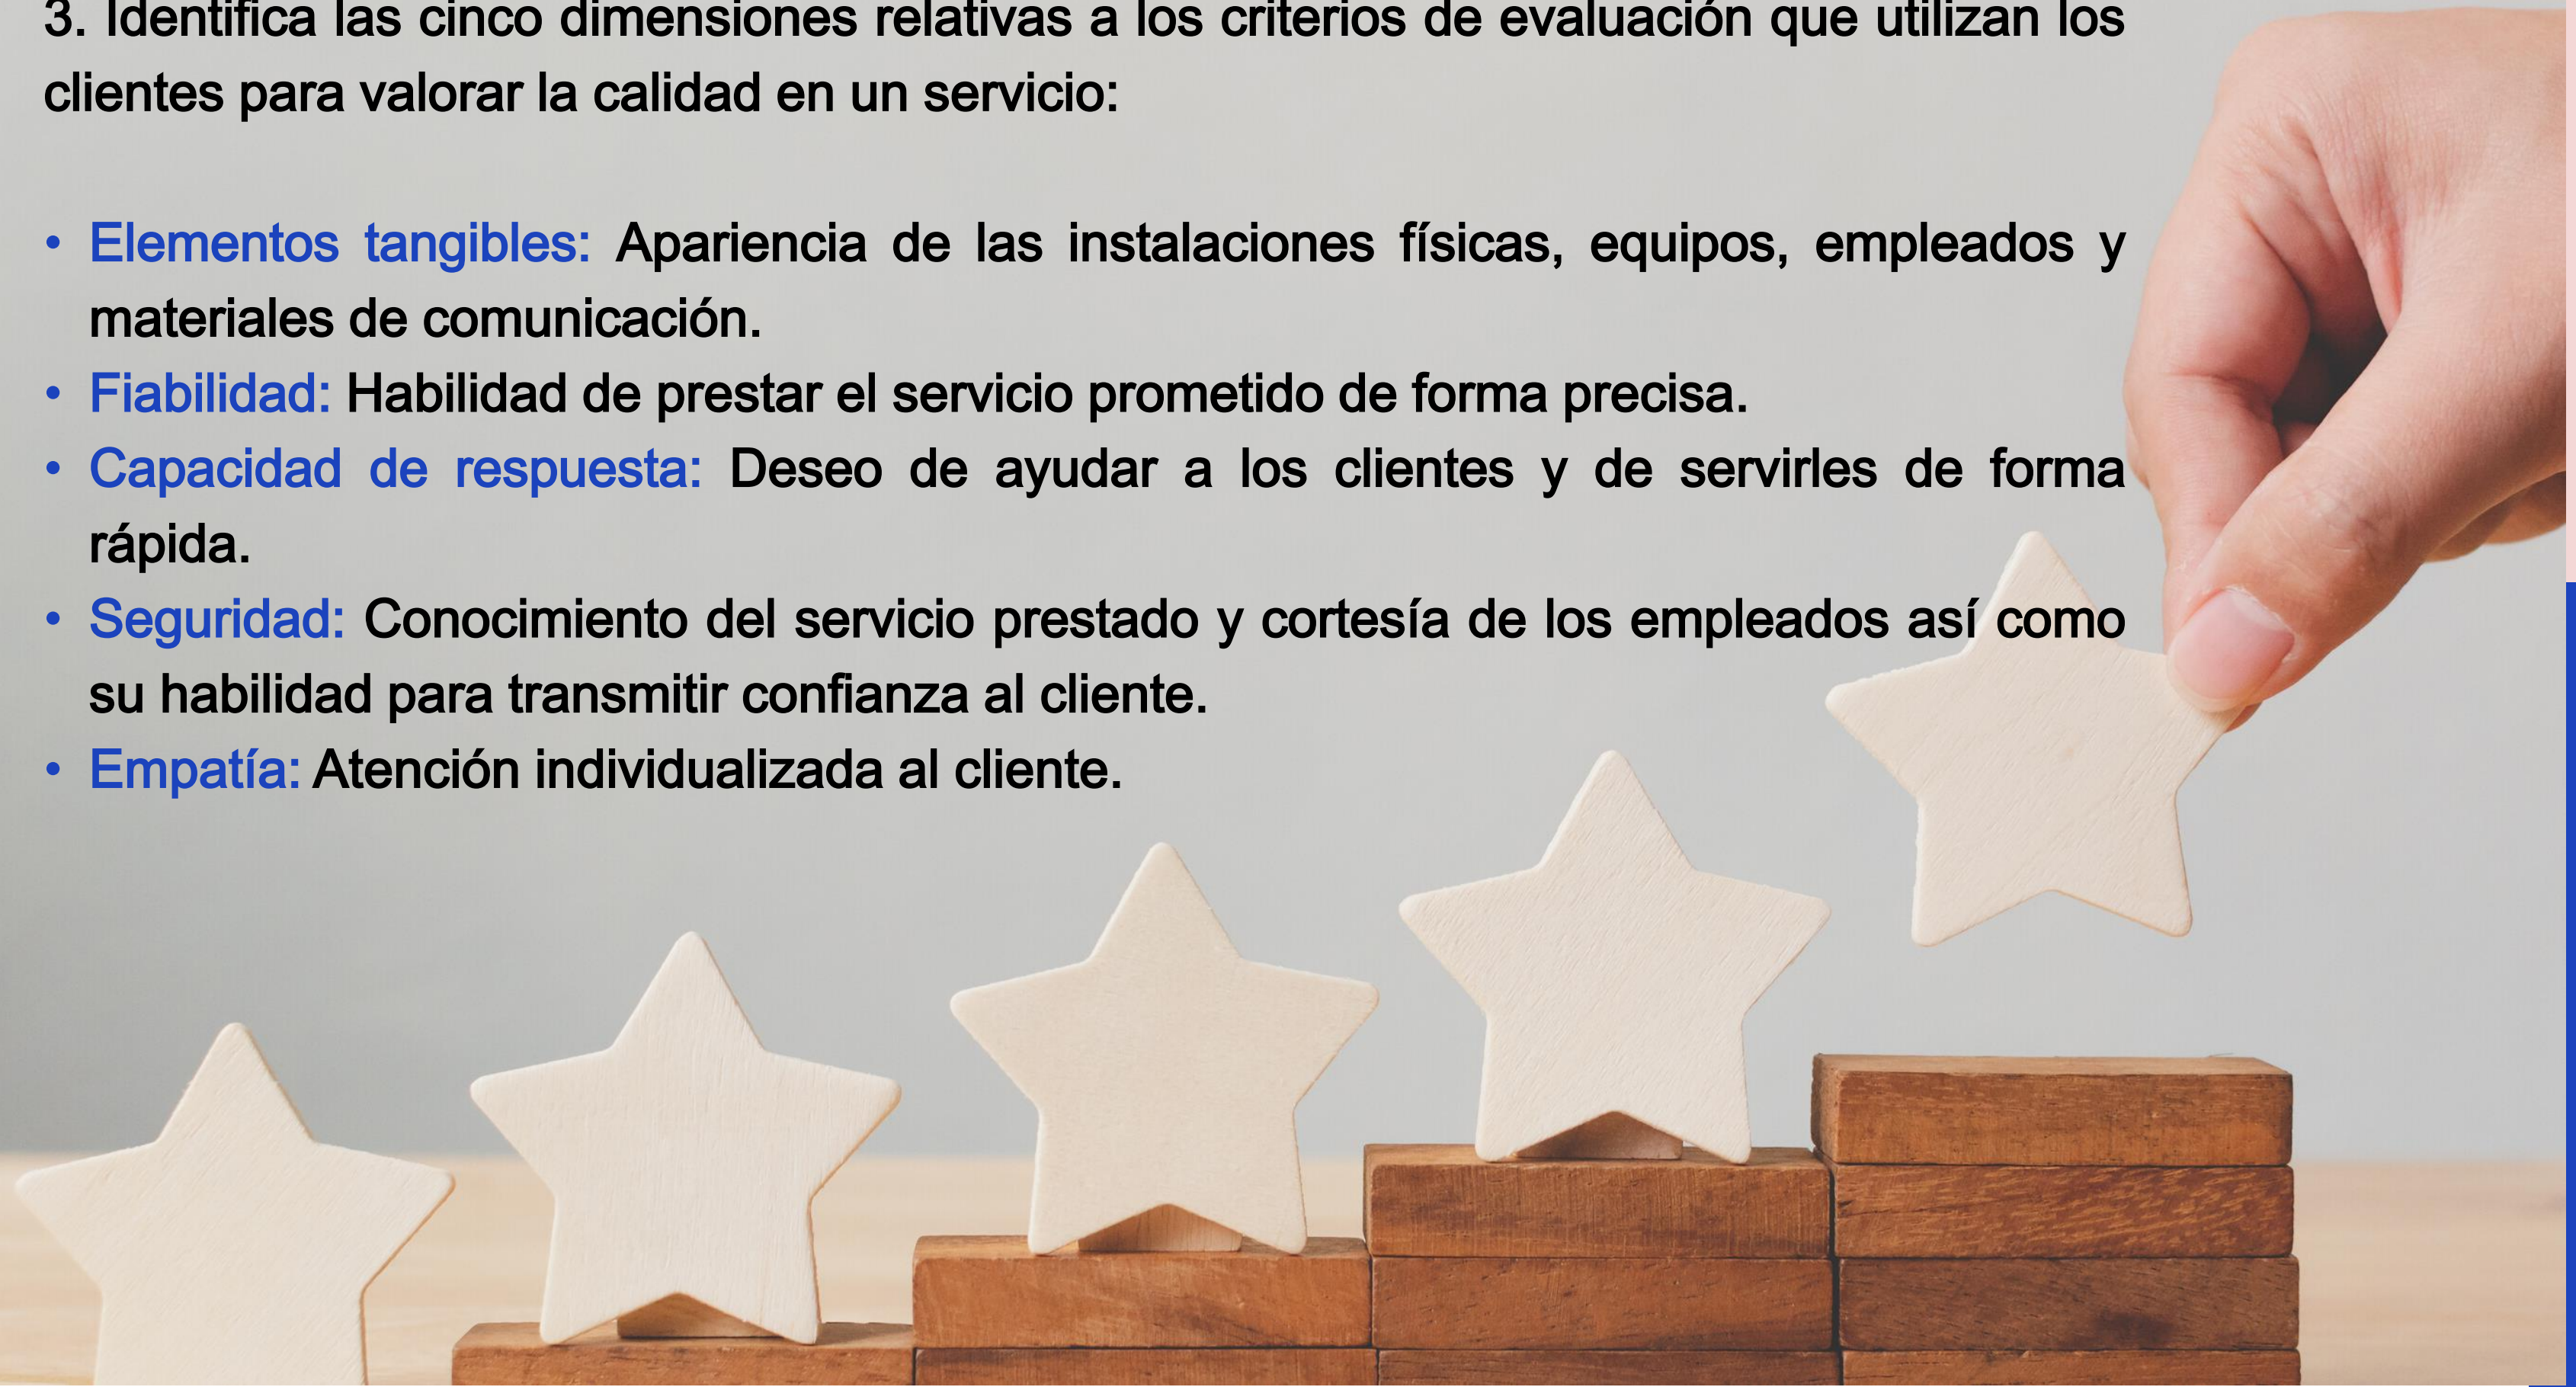 3. Identifica las cinco dimensiones relativas a los criterios de evaluación que utilizan los
clientes para valorar la calidad en un servicio:
• Elementos tangibles: Apariencia de las instalaciones físicas, equipos, empleados y
materiales de comunicación.
• Fiabilidad: Habilidad de prestar el servicio prometido de forma precisa.
• Capacidad de respuesta: Deseo de ayudar a los clientes y de servirles de forma
rápida.
• Seguridad: Conocimiento del servicio prestado y cortesía de los empleados así como
su habilidad para transmitir confianza al cliente.
• Empatía: Atención individualizada al cliente.